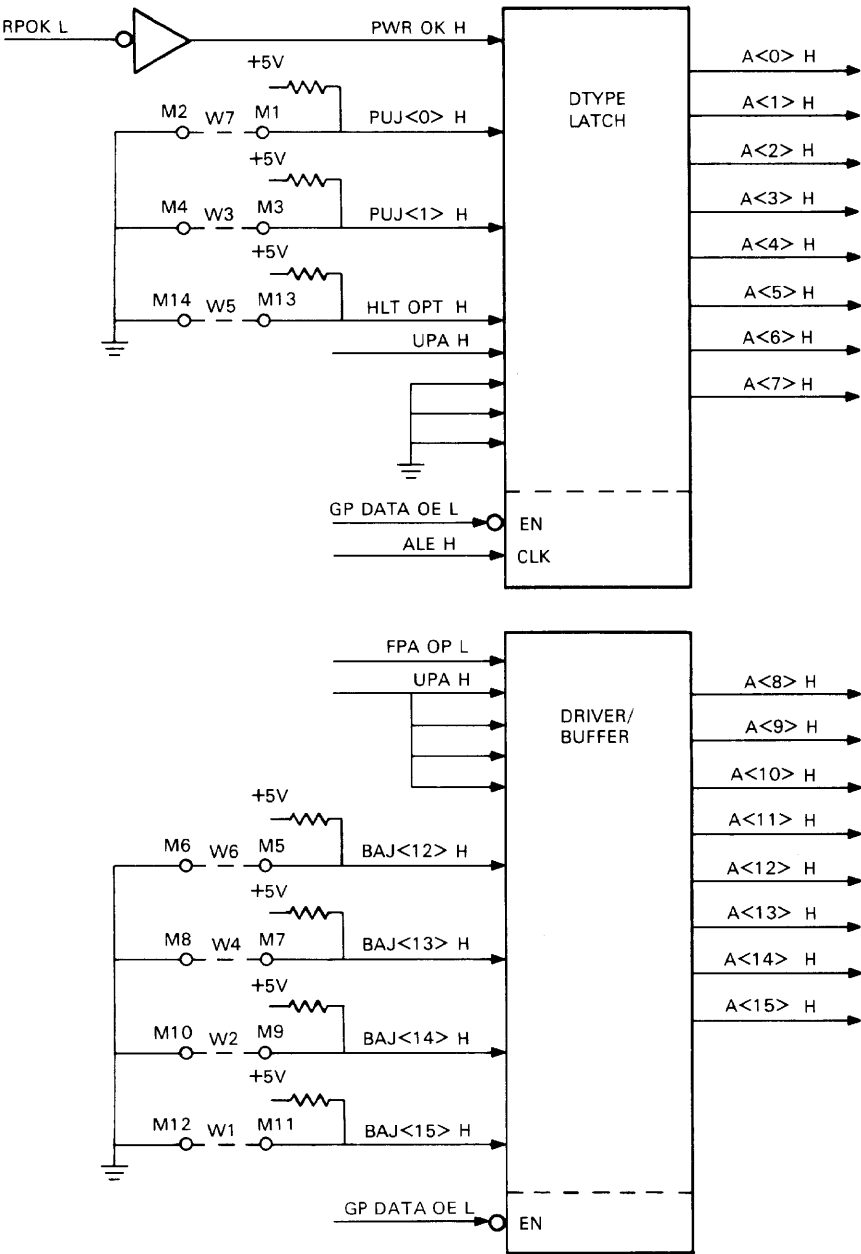 RPOK L
PWR OK H
+5V
M2 W7 M1
PUJ<0> H
+5V
M4 W3 M3
PUJ<1> H
+5V
M14 W5 M13
HLT OPT H
UPA H
GP DATA OE L
EN
ALE H
CLK
DTYPE
LATCH
A<0> H
A<1> H
A<2> H
A<3> H
A<4> H
A<5> H
A<6> H
A<7> H
FPA OP L
UPA H
+5V
M6 W6 M5
BAJ<12> H
+5V
M8 W4 M7
BAJ<13> H
+5V
M10 W2 M9
BAJ<14> H
+5V
M12 W1 M11
BAJ<15> H
GP DATA OE L
EN
DRIVER/
BUFFER
A<8> H
A<9> H
A<10> H
A<11> H
A<12> H
A<13> H
A<14> H
A<15> H